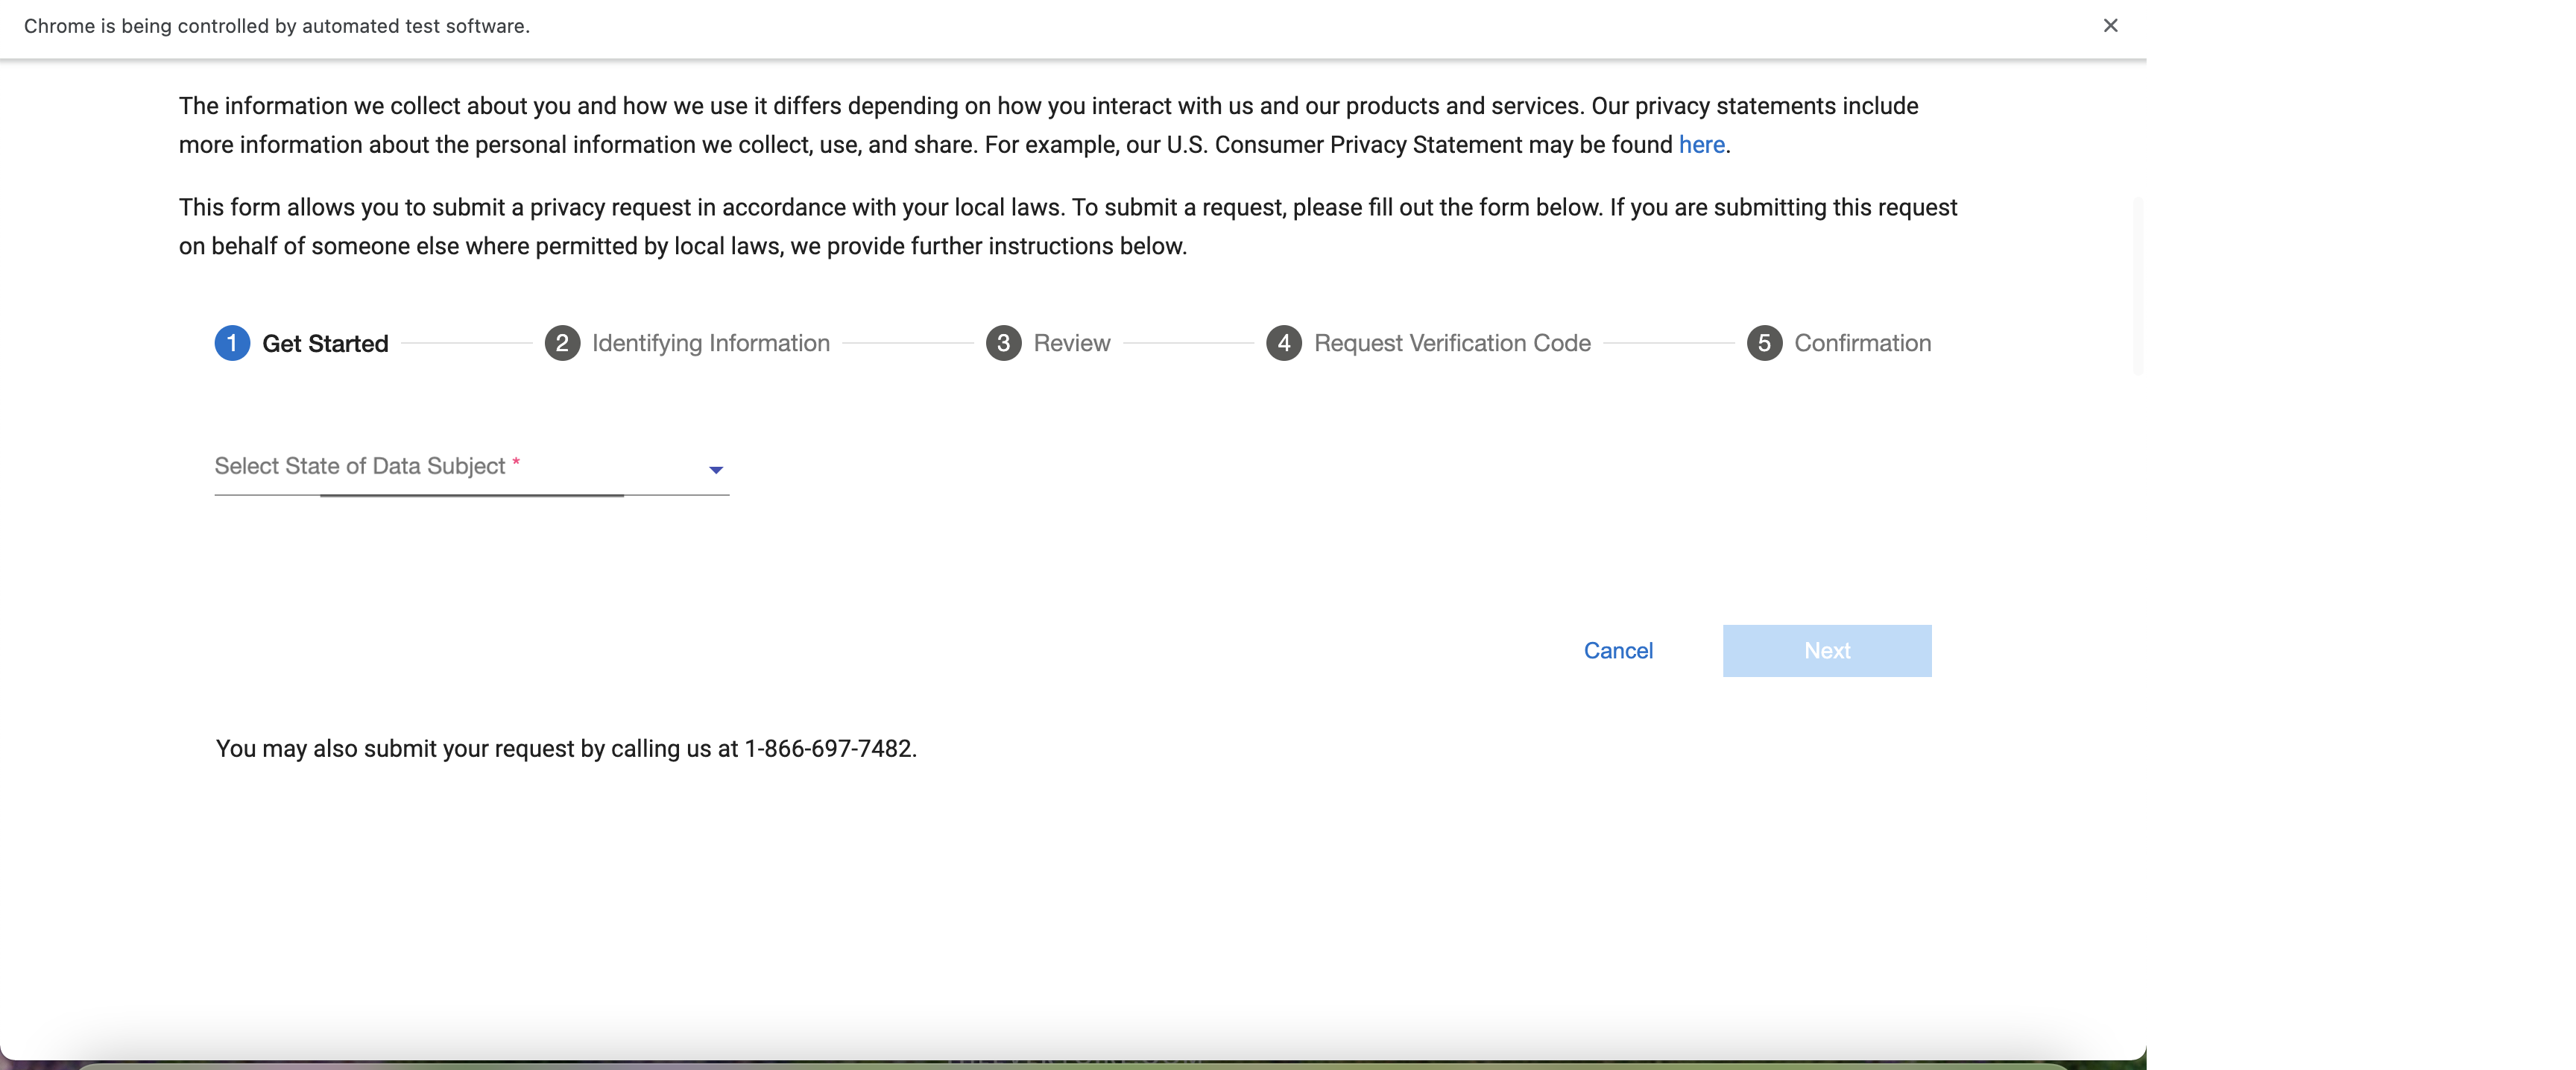 Chrome is being controlled by automated test software.
The information we collect about you and how we use it differs depending on how you interact with us and our products and services. Our privacy statements include
more information about the personal information we collect, use, and share. For example, our U.S. Consumer Privacy Statement may be found here.
This form allows you to submit a privacy request in accordance with your local laws. To submit a request, please fill out the form below. If you are submitting this request
on behalf of someone else where permitted by local laws, we provide further instructions below.
1 Get Started 2 Identifying Information 3 Review 4 Request Verification Code 5 Confirmation
Select State of Data Subject *
Cancel Next
You may also submit your request by calling us at 1-866-697-7482.